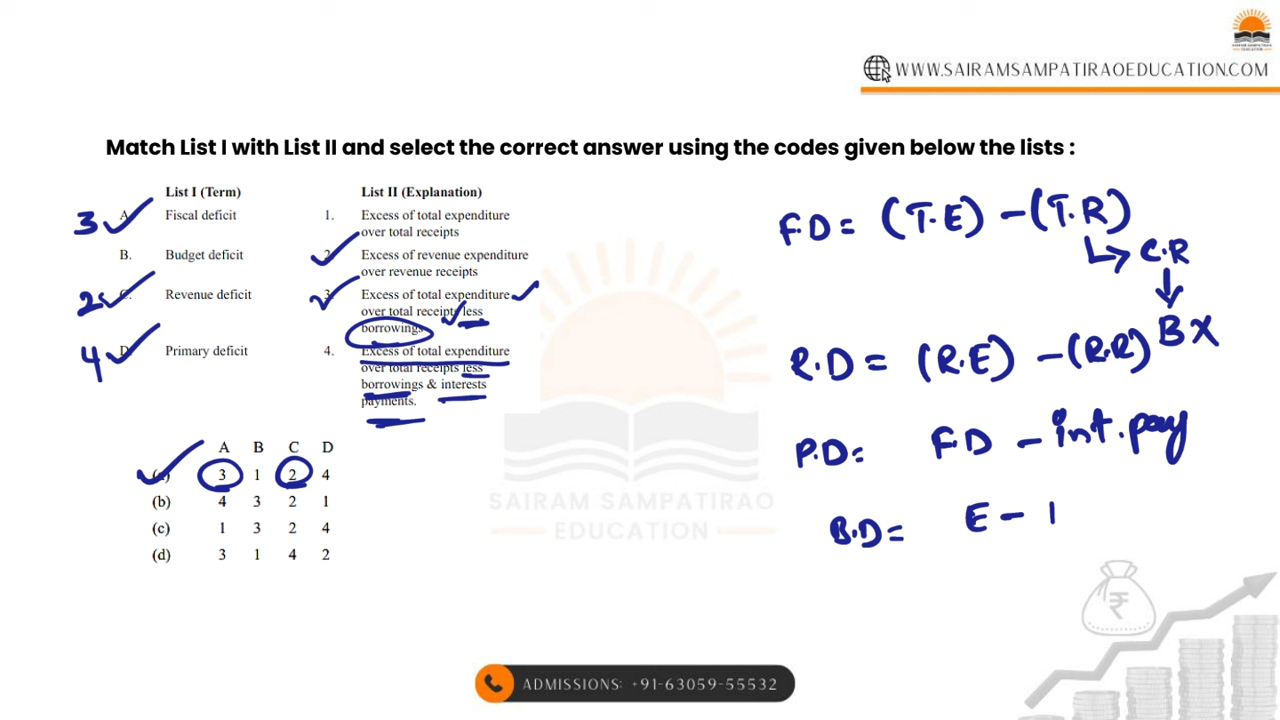 SAIRAM SAMPATIRAO
EDUCATION
WWW.SAIRAMSAMPATIRAOEDUCATION.COM
Match List I with List II and select the correct answer using the codes given below the lists :
List I (Term) List II (Explanation)
3 Fiscal deficit 1. Excess of total expenditure
over total receipts
B. Budget deficit Excess of revenue expenditure
over revenue receipts
2 Revenue deficit 3. Excess of total expenditure
over total receipts less
borrowings
4 D. Primary deficit 4. Excess of total expenditure
over total receipts less
borrowings & interests
payments.
A B C D
3 1 2 4
(b) 4 3 2 1
(c) 1 3 2 4
(d) 3 1 4 2
F.D = (T.E) - (T.R)
C.R
B X
R.D = (R.E) - (R.R)
P.D = FD - int.pay
B.D = E - 1
SAIRAM SAMPATIRAO
EDUCATION
₹
ADMISSIONS: +91-63059-55532